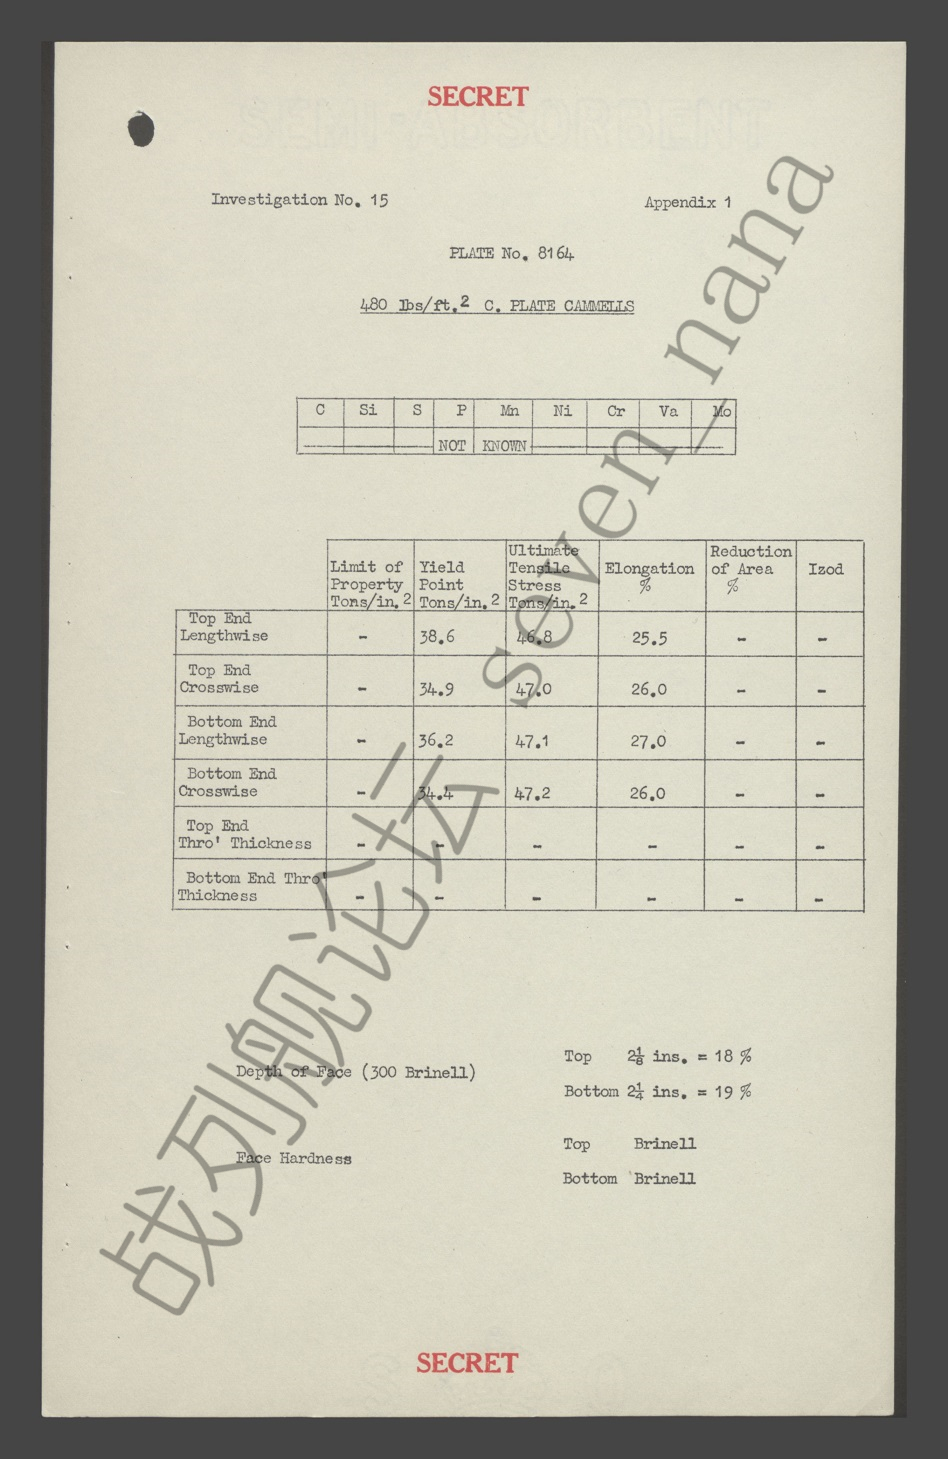 SECRET
SEMI ABSORBENT
Investigation No. 15
Appendix 1
PLATE No. 8164
480 lbs/ft.2 C. PLATE CAMMELLS
C Si S P Mn Ni Cr Va Mo
NOT KNOWN
Limit of Property Tons/in.2 Yield Point Tons/in.2 Ultimate Tensile Stress Tons/in.2 Elongation % Reduction of Area % Izod
Top End Lengthwise - 38.6 46.8 25.5 - -
Top End Crosswise - 34.9 47.0 26.0 - -
Bottom End Lengthwise - 36.2 47.1 27.0 - -
Bottom End Crosswise - 34.4 47.2 26.0 - -
Top End Thro' Thickness - - - - - -
Bottom End Thro' Thickness - - - - - -
Depth of Face (300 Brinell)
Top 2⅛ ins. = 18 %
Bottom 2¼ ins. = 19 %
Face Hardness
Top Brinell
Bottom Brinell
SECRET
战列舰论坛 seven_nana